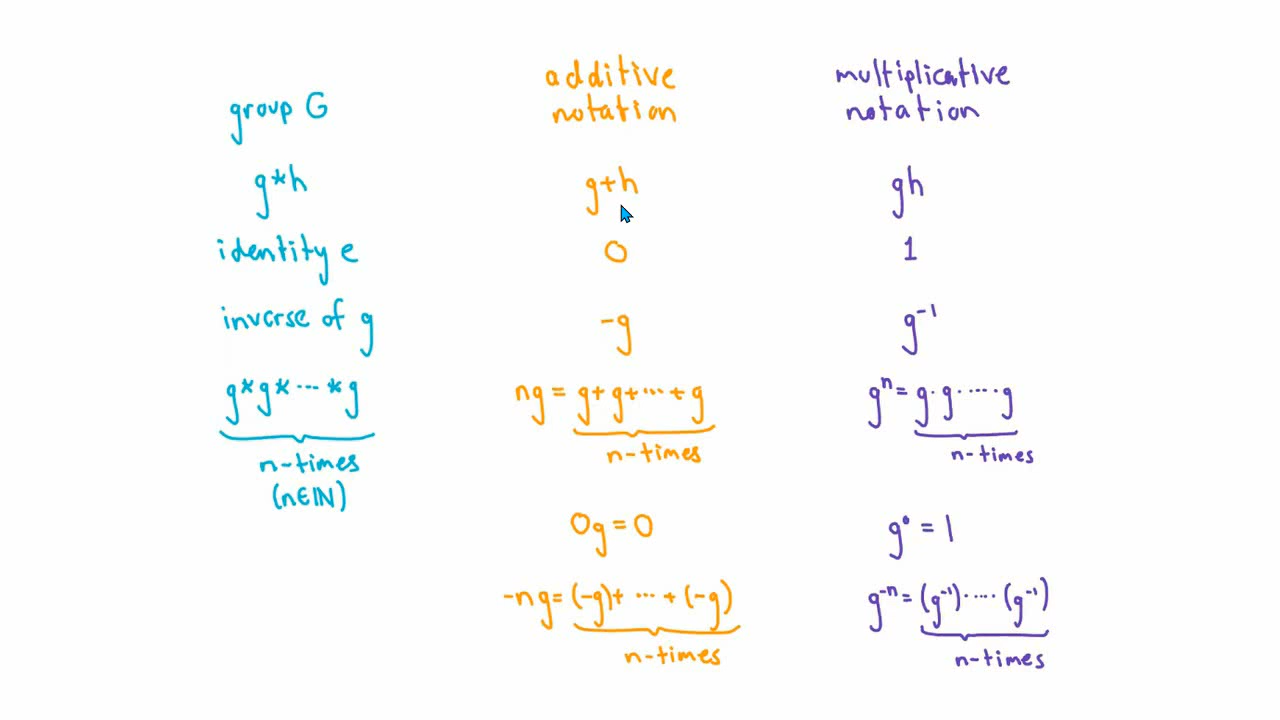 group G
additive notation
multiplicative notation
g*h
g+h
gh
identity e
0
1
inverse of g
-g
g⁻¹
g*g*...*g
n-times
(n∈ℕ)
ng = g+g+...+g
n-times
gⁿ = g·g·....·g
n-times
0g = 0
g⁰ = 1
-ng = (-g)+ ... + (-g)
n-times
g⁻ⁿ = (g⁻¹)·....·(g⁻¹)
n-times